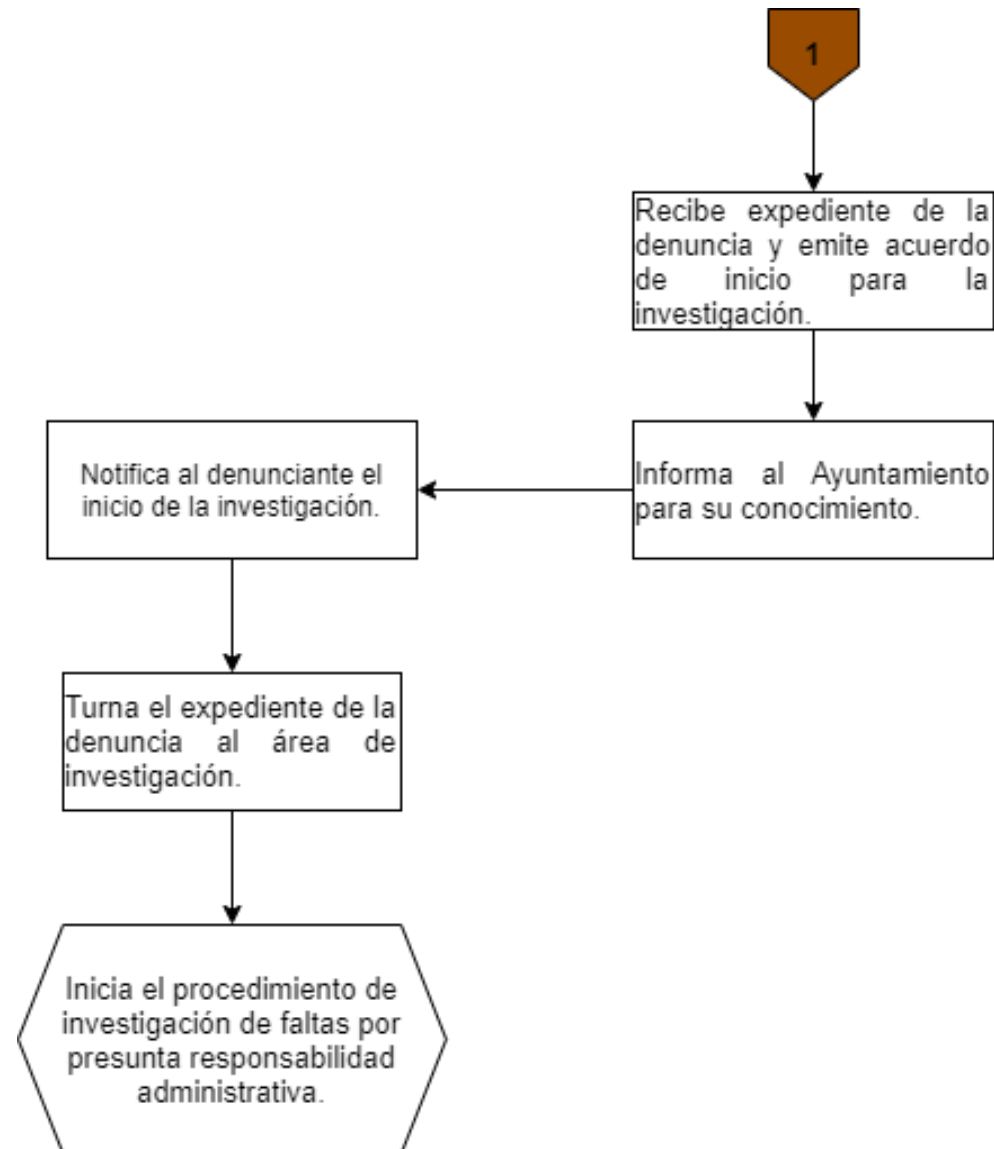 1
Recibe expediente de la
denuncia y emite acuerdo
de inicio para la
investigación.
Informa al Ayuntamiento
para su conocimiento.
Notifica al denunciante el
inicio de la investigación.
Turna el expediente de la
denuncia al área de
investigación.
Inicia el procedimiento de
investigación de faltas por
presunta responsabilidad
administrativa.